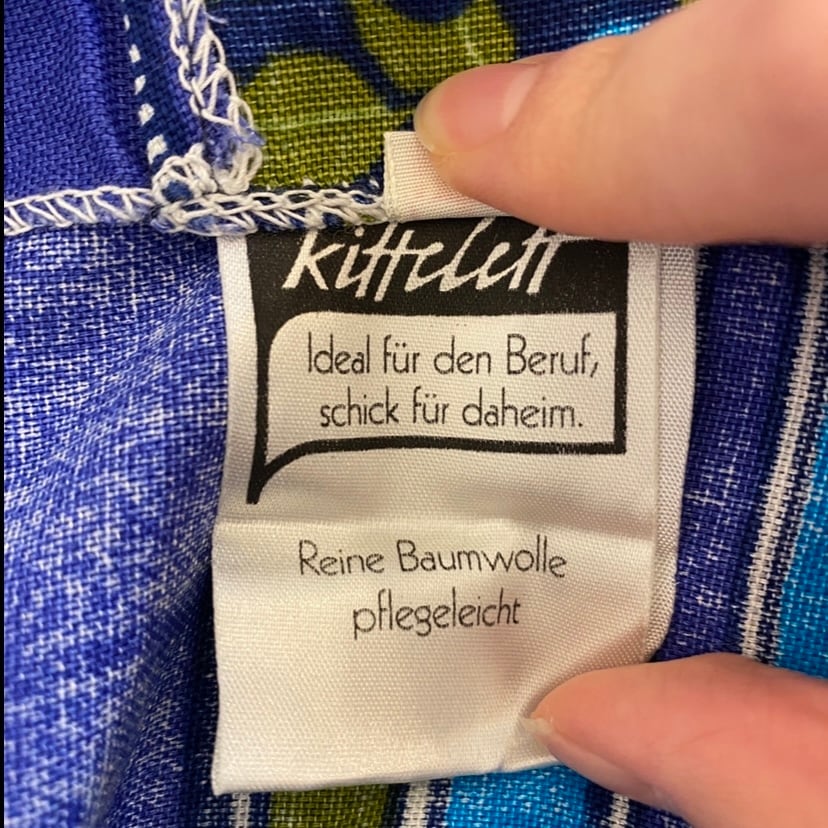 kittelett
Ideal für den Beruf,
schick für daheim.
Reine Baumwolle
pflegeleicht